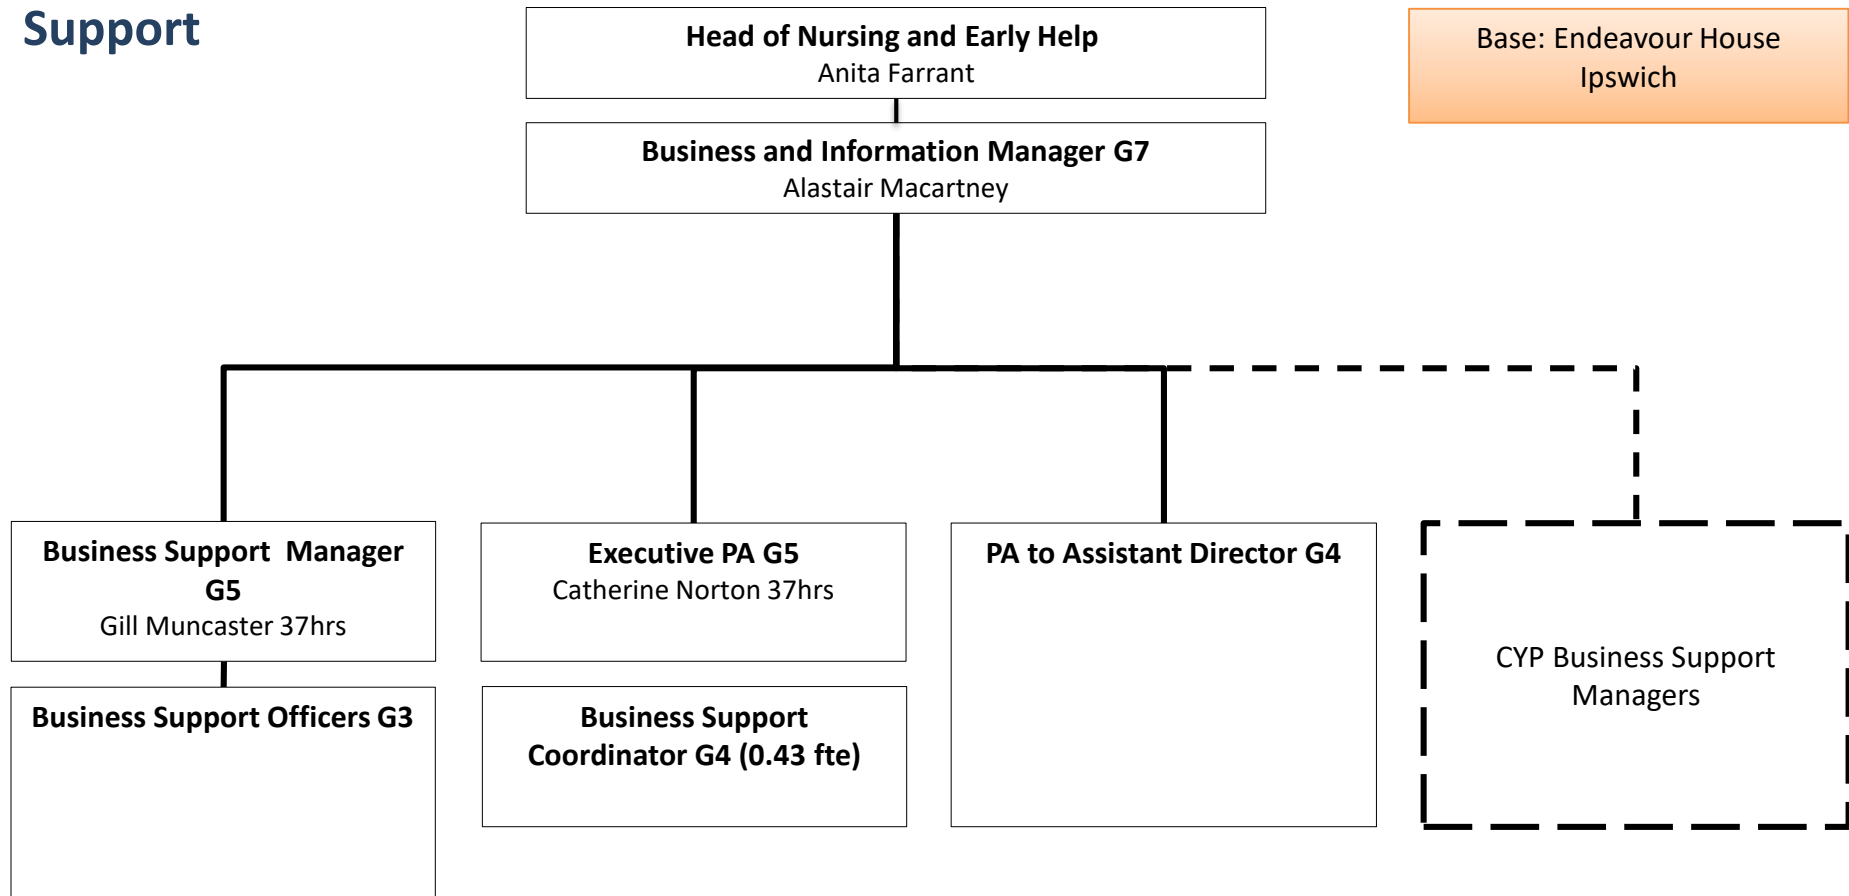 Support
Head of Nursing and Early Help
Anita Farrant
Base: Endeavour House
Ipswich
Business and Information Manager G7
Alastair Macartney
Business Support  Manager
G5
Gill Muncaster 37hrs
Executive PA G5
Catherine Norton 37hrs
PA to Assistant Director G4
CYP Business Support
Managers
Business Support Officers G3
Business Support
Coordinator G4 (0.43 fte)